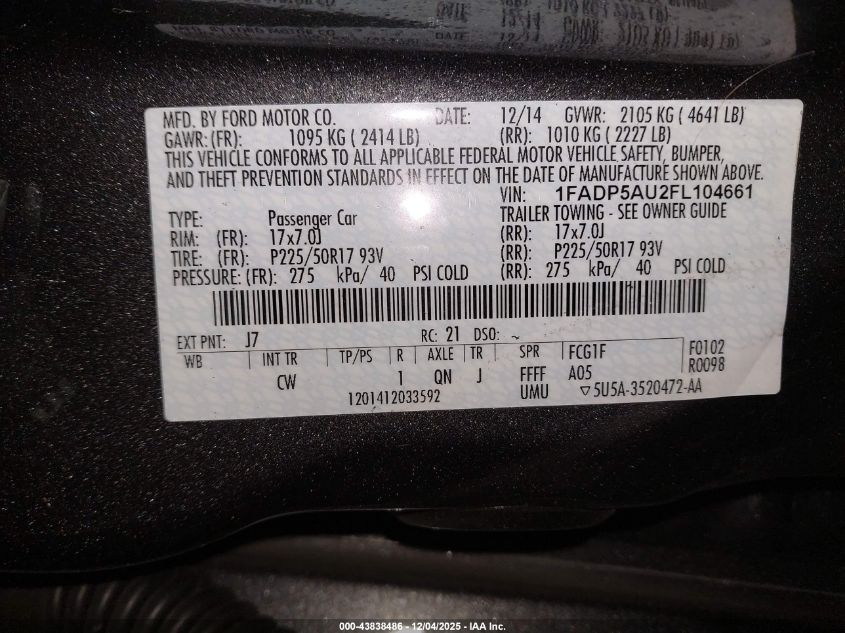 MFD. BY FORD MOTOR CO. DATE: 12/14 GVWR: 2105 KG ( 4641 LB)
GAWR: (FR): 1095 KG ( 2414 LB) (RR): 1010 KG ( 2227 LB)
THIS VEHICLE CONFORMS TO ALL APPLICABLE FEDERAL MOTOR VEHICLE SAFETY, BUMPER,
AND THEFT PREVENTION STANDARDS IN EFFECT ON THE DATE OF MANUFACTURE SHOWN ABOVE.
VIN: 1FADP5AU2FL104661
TYPE: Passenger Car TRAILER TOWING - SEE OWNER GUIDE
RIM: (FR): 17x7.0J (RR): 17x7.0J
TIRE: (FR): P225/50R17 93V (RR): P225/50R17 93V
PRESSURE: (FR): 275 kPa/ 40 PSI COLD (RR): 275 kPa/ 40 PSI COLD
EXT PNT: J7 RC: 21 DSO: ~
WB INT TR TP/PS R AXLE TR SPR FCG1F F0102
CW 1 QN J FFFF A05 R0098
1201412033592 UMU ▽5U5A-3520472-AA
000-43838486 - 12/04/2025 - IAA Inc.